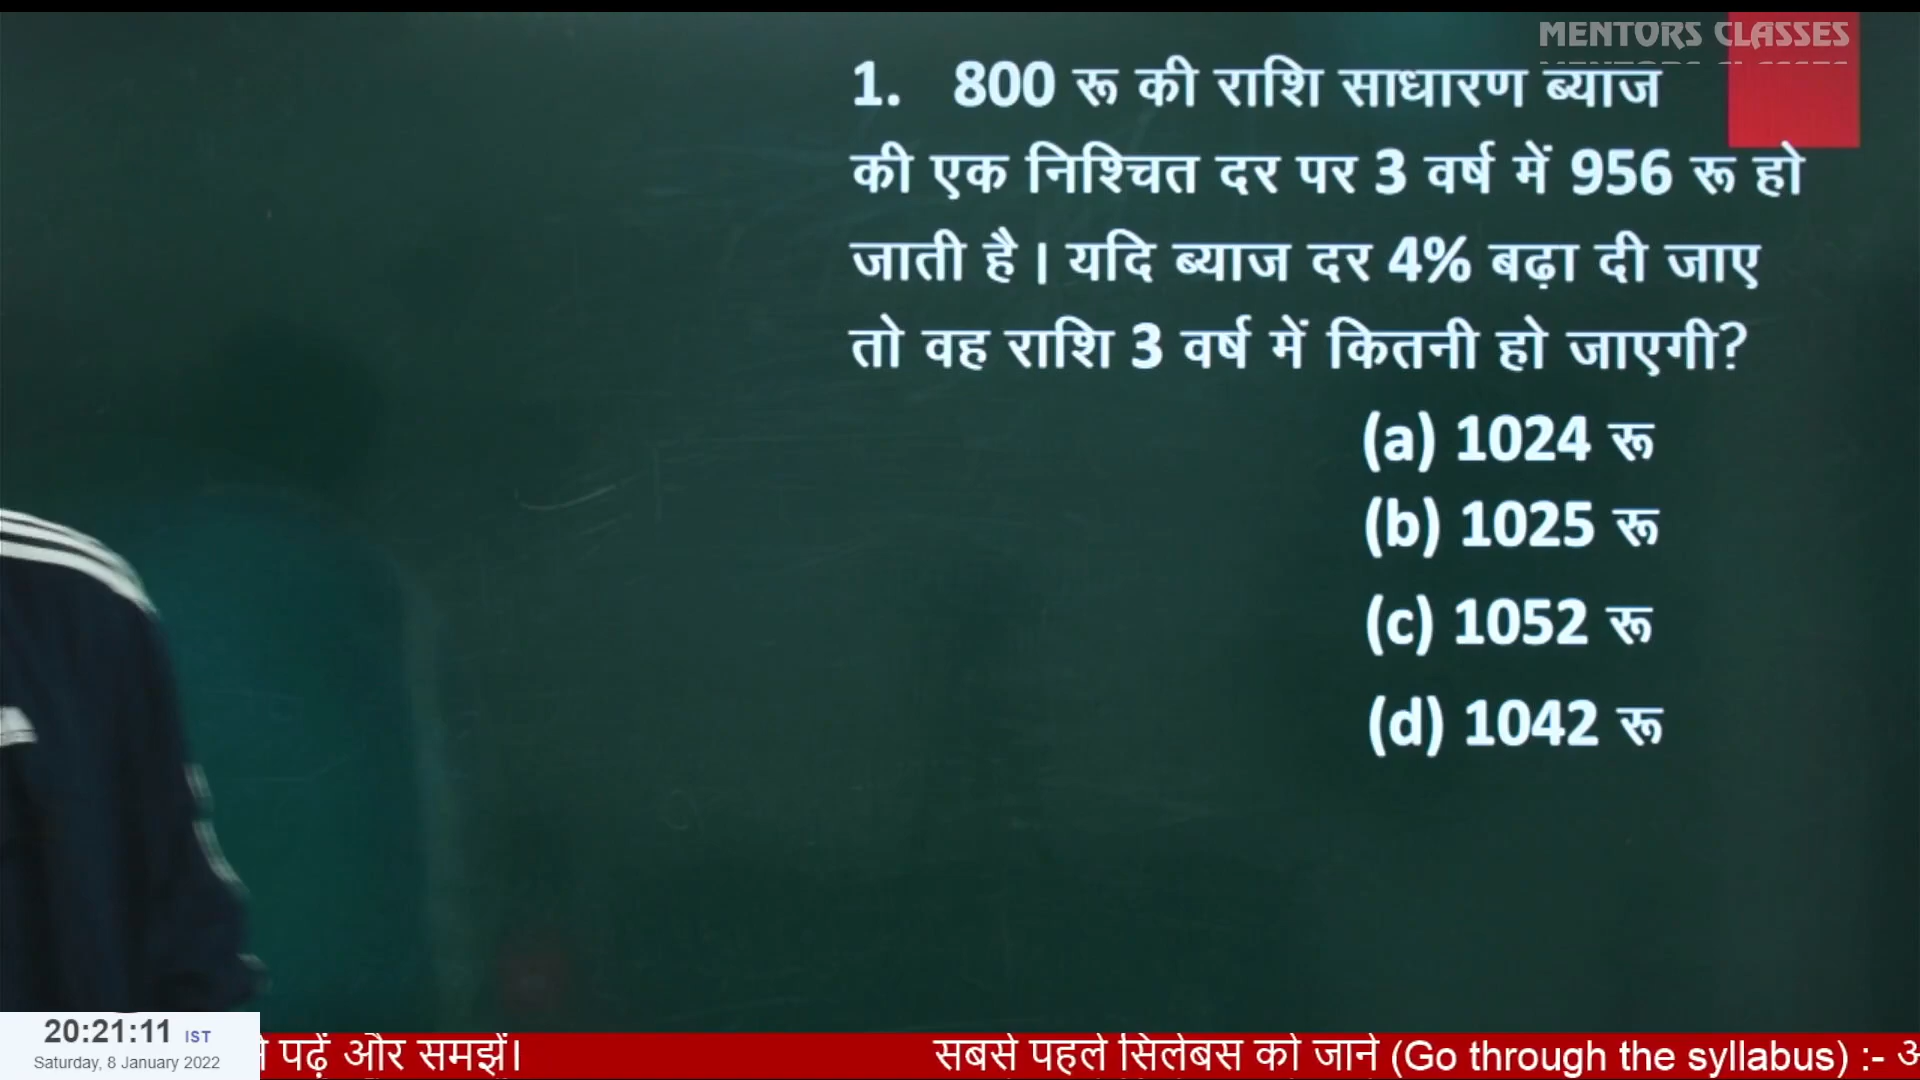 MENTORS CLASSES
1. 800 रू की राशि साधारण ब्याज
की एक निश्चित दर पर 3 वर्ष में 956 रू हो
जाती है । यदि ब्याज दर 4% बढ़ा दी जाए
तो वह राशि 3 वर्ष में कितनी हो जाएगी?
(a) 1024 रू
(b) 1025 रू
(c) 1052 रू
(d) 1042 रू
20:21:11 IST
Saturday, 8 January 2022
पढ़ें और समझें। सबसे पहले सिलेबस को जाने (Go through the syllabus) :-